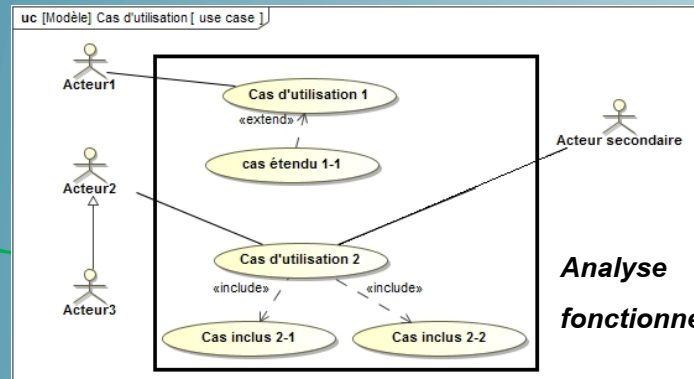 uc [Modèle] Cas d'utilisation [ use case ]
Acteur1
Cas d'utilisation 1
«extend»
cas étendu 1-1
Acteur secondaire
Acteur2
Cas d'utilisation 2
«include»
«include»
Acteur3
Cas inclus 2-1
Cas inclus 2-2
Analyse
fonctionne